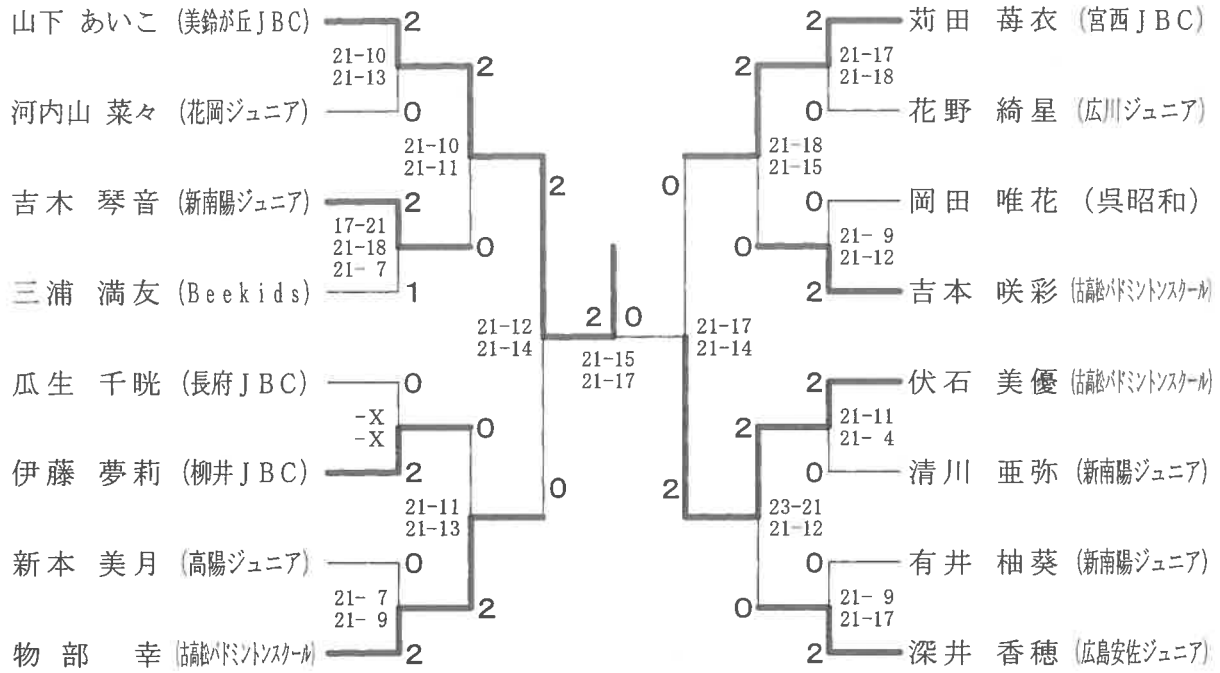 山下 あいこ (美鈴が丘JBC) 2
21-10
21-13
2
河内山 菜々 (花岡ジュニア) 0
21-10
21-11
2
吉木 琴音 (新南陽ジュニア) 2
17-21
21-18
21- 7
0
三浦 満友 (Beekids) 1
21-12
21-14
2
瓜生 千晄 (長府JBC) 0
-X
-X
0
伊藤 夢莉 (柳井JBC) 2
21-11
21-13
0
新本 美月 (高陽ジュニア) 0
21- 7
21- 9
2
物部 幸 (古高松バドミントンスクール) 2
0
21-15
21-17
2 苅田 苺衣 (宮西JBC)
21-17
21-18
2
0 花野 綺星 (広川ジュニア)
21-18
21-15
0
0 岡田 唯花 (呉昭和)
21- 9
21-12
0
2 吉本 咲彩 (古高松バドミントンスクール)
21-17
21-14
2 伏石 美優 (古高松バドミントンスクール)
21-11
21- 4
2
0 清川 亜弥 (新南陽ジュニア)
23-21
21-12
2
0 有井 柚葵 (新南陽ジュニア)
21- 9
21-17
0
2 深井 香穂 (広島安佐ジュニア)